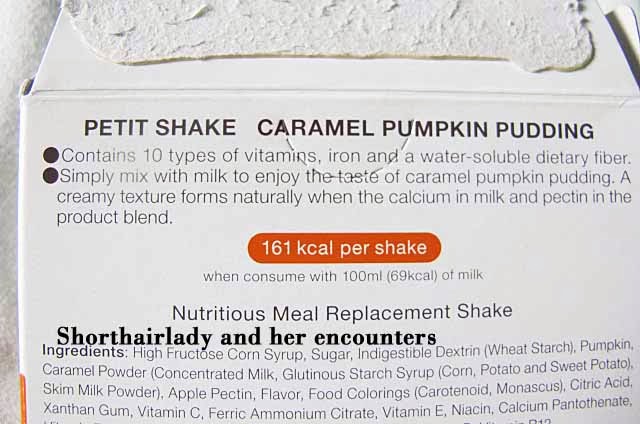 PETIT SHAKE CARAMEL PUMPKIN PUDDING
●Contains 10 types of vitamins, iron and a water-soluble dietary fiber.
●Simply mix with milk to enjoy the taste of caramel pumpkin pudding. A
creamy texture forms naturally when the calcium in milk and pectin in the
product blend.
161 kcal per shake
when consume with 100ml (69kcal) of milk
Nutritious Meal Replacement Shake
Shorthairlady and her encounters
Ingredients: High Fructose Corn Syrup, Sugar, Indigestible Dextrin (Wheat Starch), Pumpkin,
Caramel Powder (Concentrated Milk, Glutinous Starch Syrup (Corn, Potato and Sweet Potato),
Skim Milk Powder), Apple Pectin, Flavor, Food Colorings (Carotenoid, Monascus), Citric Acid,
Xanthan Gum, Vitamin C, Ferric Ammonium Citrate, Vitamin E, Niacin, Calcium Pantothenate,